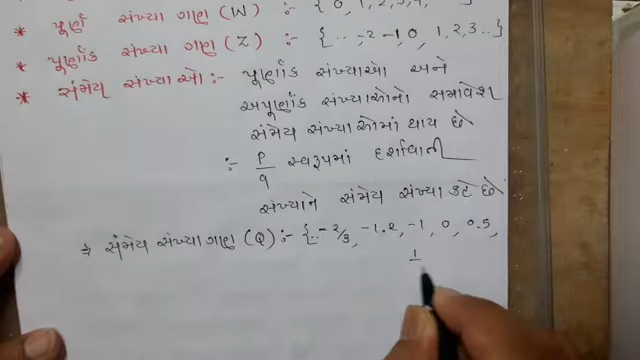 * પૂર્ણ સંખ્યા ગણ (W) :- { 0, 1, 2, 3, 4,
* પૂર્ણાંક સંખ્યા ગણ (Z) :- {..., -2 -1, 0, 1, 2, 3...}
* સંમેય સંખ્યાઓ :- પૂર્ણાંક સંખ્યાઓ અને
અપૂર્ણાંક સંખ્યાઓનો સમાવેશ
સંમેય સંખ્યાઓમાં થાય છે
:- p/q સ્વરૂપમાં દર્શાવાતી
સંખ્યાને સંમેય સંખ્યા કહે છે
⇒ સંમેય સંખ્યા ગણ (Q) :- {..-2/3, -1.2, -1, 0, 0.5,
1